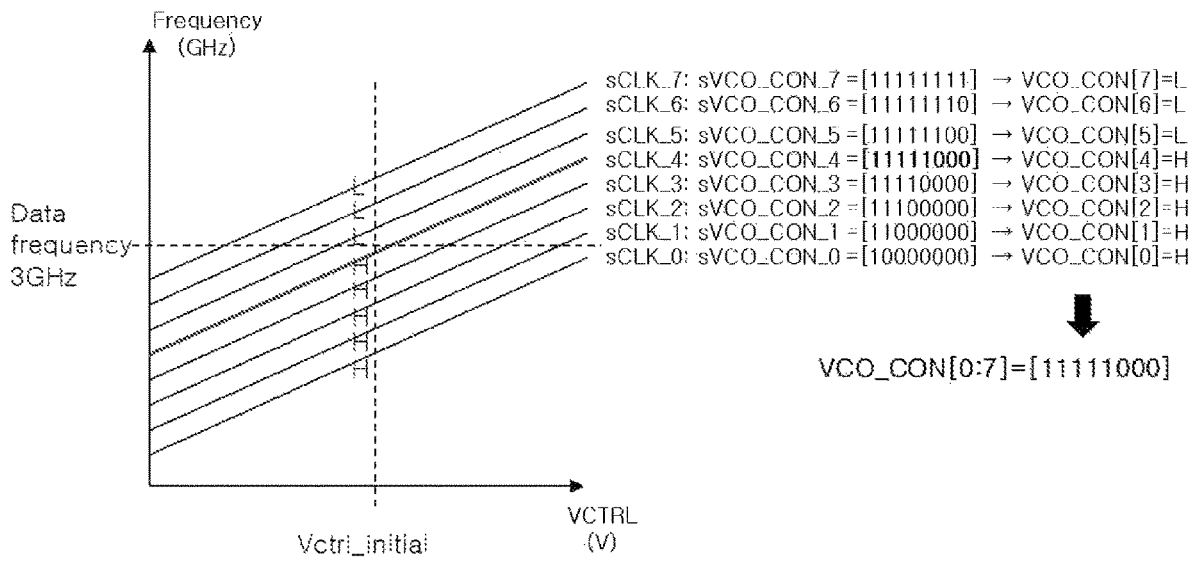 Frequency
(GHz)
sCLK_7: sVCO_CON_7 =[11111111] → VCO_CON[7]=L
sCLK_6: sVCO_CON_6 =[11111110] → VCO_CON[6]=L
sCLK_5: sVCO_CON_5 =[11111100] → VCO_CON[5]=L
sCLK_4: sVCO_CON_4 =[11111000] → VCO_CON[4]=H
sCLK_3: sVCO_CON_3 =[11110000] → VCO_CON[3]=H
sCLK_2: sVCO_CON_2 =[11100000] → VCO_CON[2]=H
sCLK_1: sVCO_CON_1 =[11000000] → VCO_CON[1]=H
sCLK_0: sVCO_CON_0 =[10000000] → VCO_CON[0]=H
Data
frequency
3GHz
L
L
L
H
H
H
H
H
VCO_CON[0:7]=[11111000]
VCTRL
(V)
Vctrl_initial